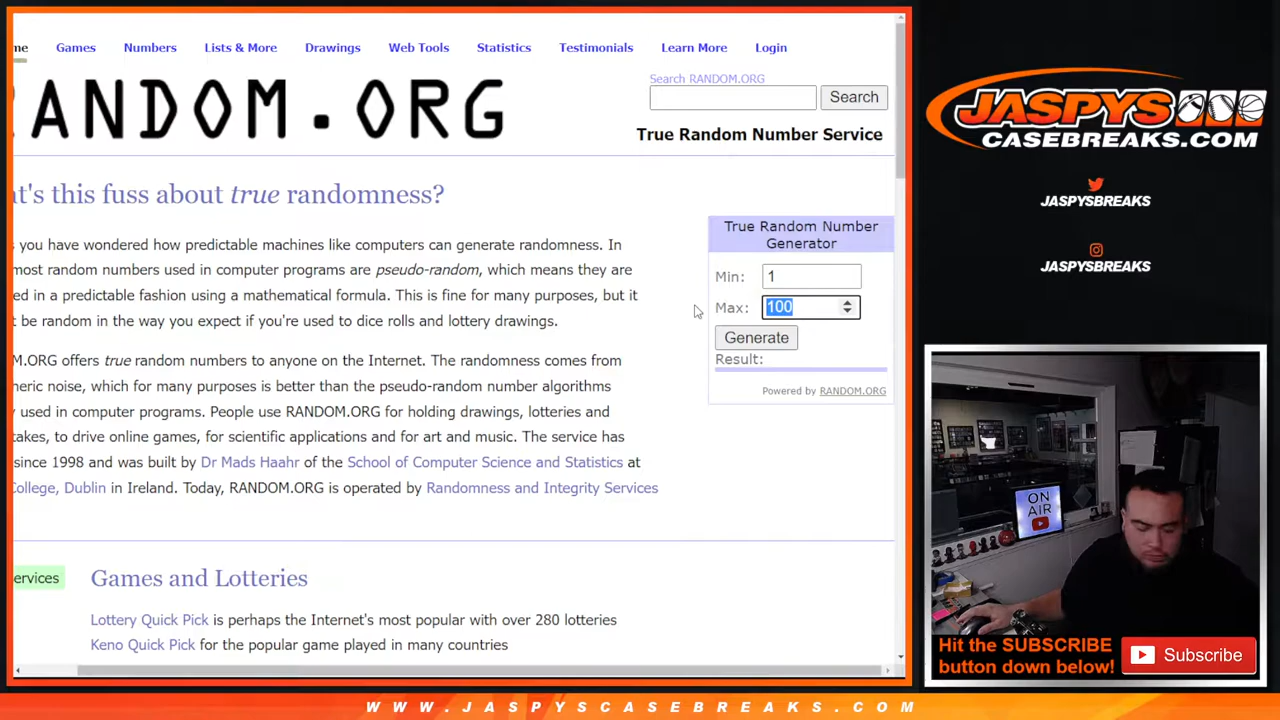 me Games Numbers Lists & More Drawings Web Tools Statistics Testimonials Learn More Login
Search RANDOM.ORG
RANDOM.ORG
Search
True Random Number Service
t's this fuss about true randomness?
s you have wondered how predictable machines like computers can generate randomness. In
most random numbers used in computer programs are pseudo-random, which means they are
ed in a predictable fashion using a mathematical formula. This is fine for many purposes, but it
t be random in the way you expect if you're used to dice rolls and lottery drawings.
M.ORG offers true random numbers to anyone on the Internet. The randomness comes from
heric noise, which for many purposes is better than the pseudo-random number algorithms
y used in computer programs. People use RANDOM.ORG for holding drawings, lotteries and
takes, to drive online games, for scientific applications and for art and music. The service has
since 1998 and was built by Dr Mads Haahr of the School of Computer Science and Statistics at
College, Dublin in Ireland. Today, RANDOM.ORG is operated by Randomness and Integrity Services
True Random Number
Generator
Min: 1
Max: 100
Generate
Result:
Powered by RANDOM.ORG
ervices
Games and Lotteries
Lottery Quick Pick is perhaps the Internet's most popular with over 280 lotteries
Keno Quick Pick for the popular game played in many countries
JASPYS
CASEBREAKS.COM
JASPYSBREAKS
JASPYSBREAKS
ON
AIR
Hit the SUBSCRIBE
button down below!
Subscribe
WWW.JASPYSCASEBREAKS.COM